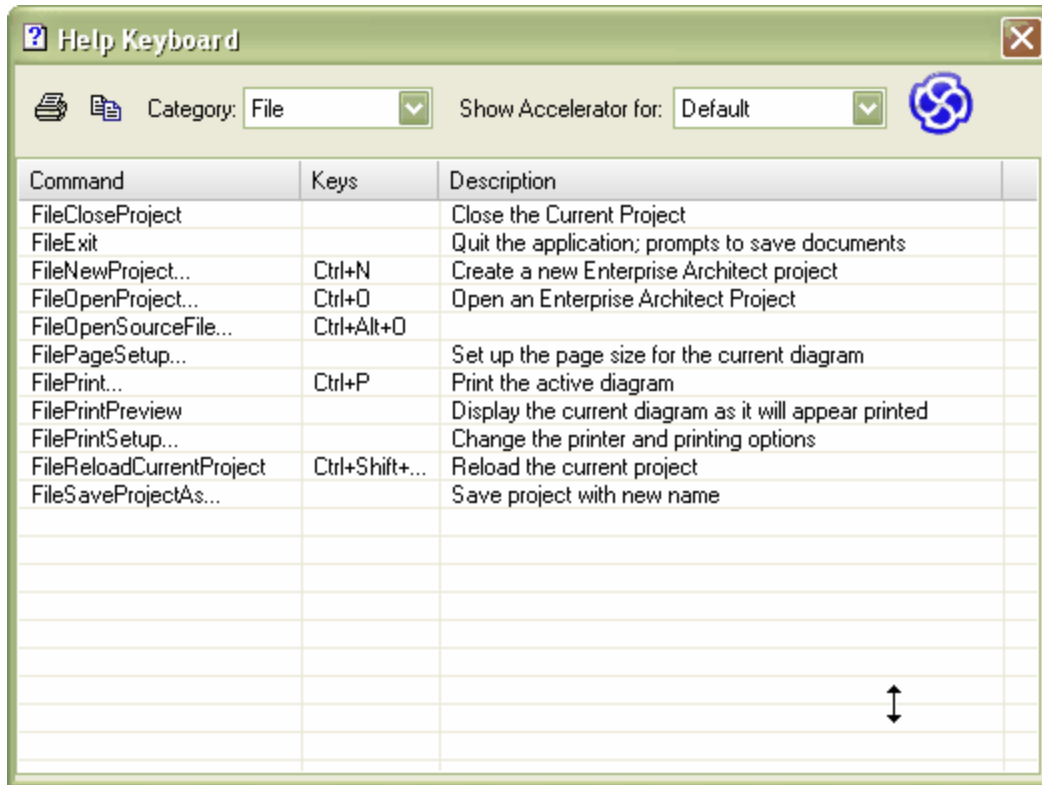 Help Keyboard
Category: File Show Accelerator for: Default
Command Keys Description
FileCloseProject Close the Current Project
FileExit Quit the application; prompts to save documents
FileNewProject... Ctrl+N Create a new Enterprise Architect project
FileOpenProject... Ctrl+O Open an Enterprise Architect Project
FileOpenSourceFile... Ctrl+Alt+O
FilePageSetup... Set up the page size for the current diagram
FilePrint... Ctrl+P Print the active diagram
FilePrintPreview Display the current diagram as it will appear printed
FilePrintSetup... Change the printer and printing options
FileReloadCurrentProject Ctrl+Shift+... Reload the current project
FileSaveProjectAs... Save project with new name